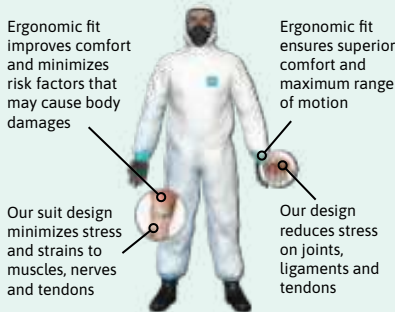 Ergonomic fit
improves comfort
and minimizes
risk factors that
may cause body
damages
Ergonomic fit
ensures superior
comfort and
maximum range
of motion
Our suit design
minimizes stress
and strains to
muscles, nerves
and tendons
Our design
reduces stress
on joints,
ligaments and
tendons